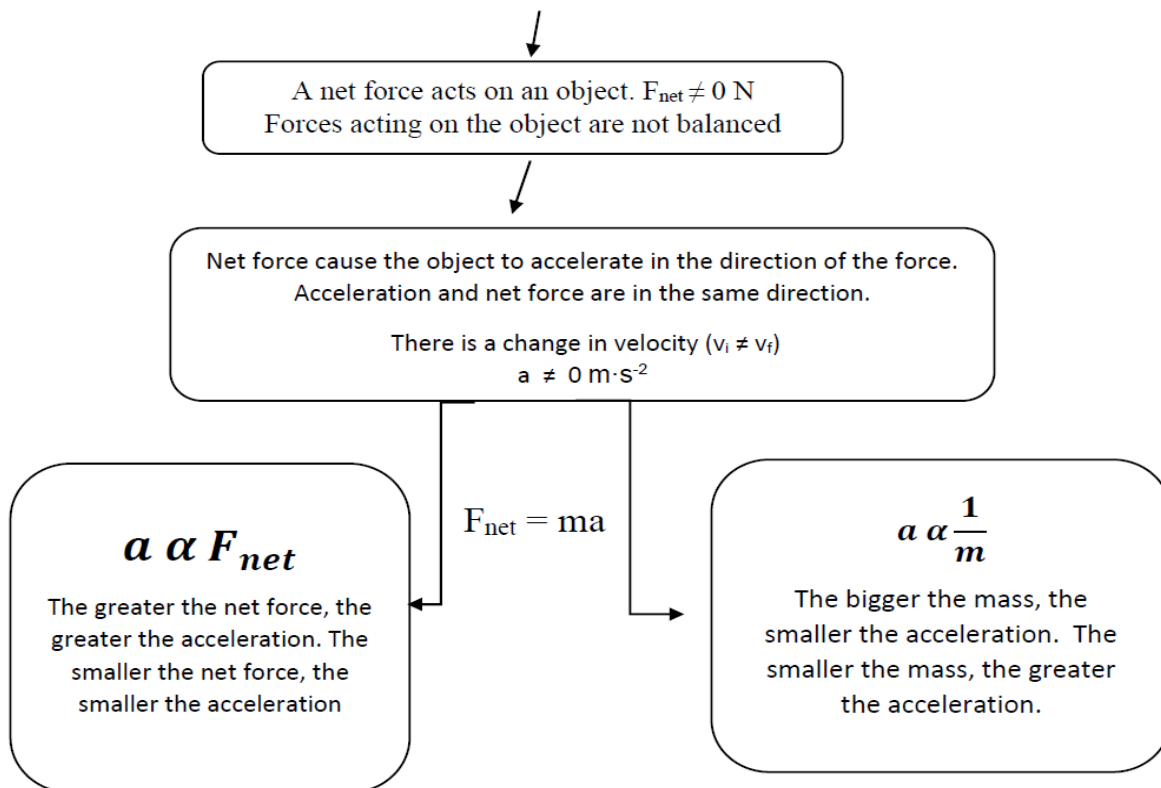 A net force acts on an object. Fnet ≠ 0 N
Forces acting on the object are not balanced
Net force cause the object to accelerate in the direction of the force.
Acceleration and net force are in the same direction.
There is a change in velocity (vi ≠ vf)
a ≠ 0 m·s-2
Fnet = ma
a α Fnet
The greater the net force, the
greater the acceleration. The
smaller the net force, the
smaller the acceleration
a α 1/m
The bigger the mass, the
smaller the acceleration. The
smaller the mass, the greater
the acceleration.